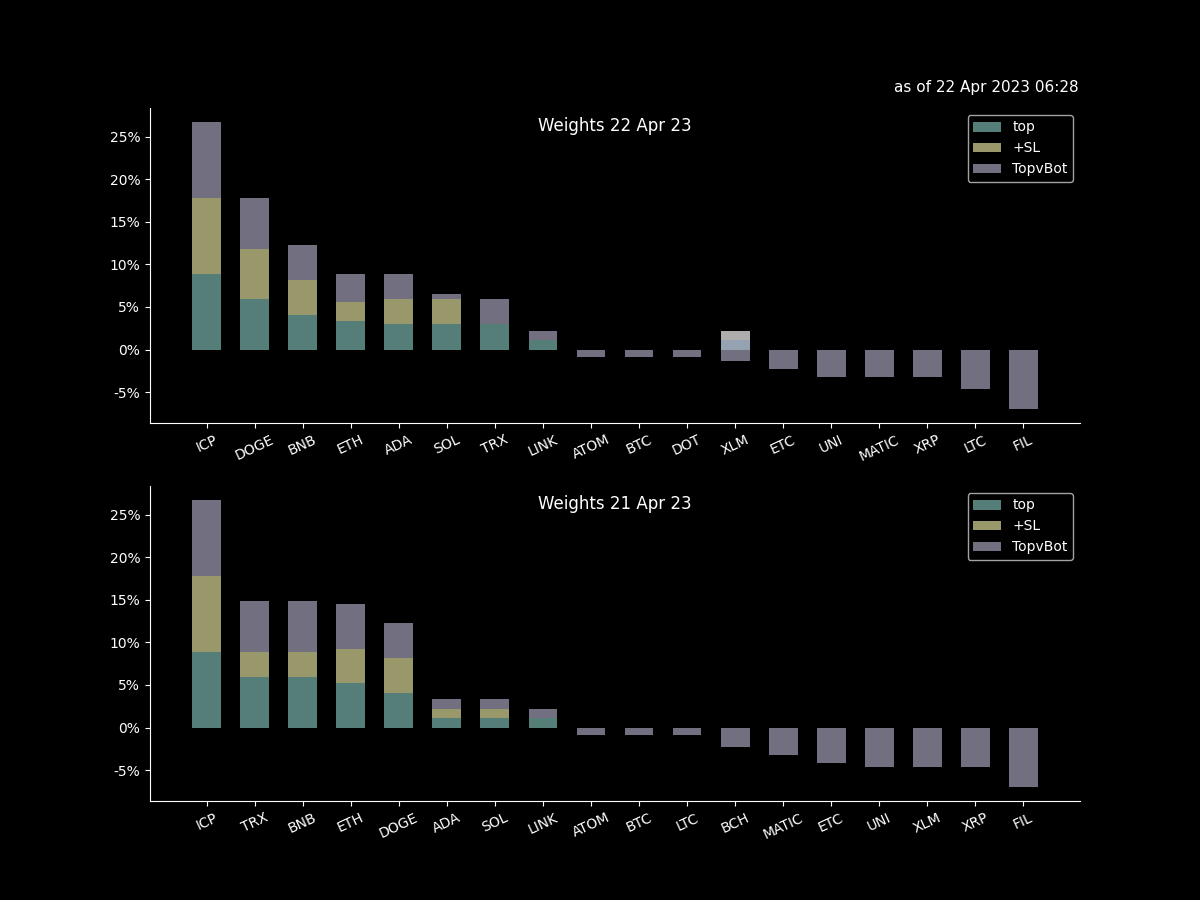 as of 22 Apr 2023 06:28
Weights 22 Apr 23
top
+SL
TopvBot
25%
20%
15%
10%
5%
0%
-5%
ICP DOGE BNB ETH ADA SOL TRX LINK ATOM BTC DOT XLM ETC UNI MATIC XRP LTC FIL
Weights 21 Apr 23
top
+SL
TopvBot
25%
20%
15%
10%
5%
0%
-5%
ICP TRX BNB ETH DOGE ADA SOL LINK ATOM BTC LTC BCH MATIC ETC UNI XLM XRP FIL